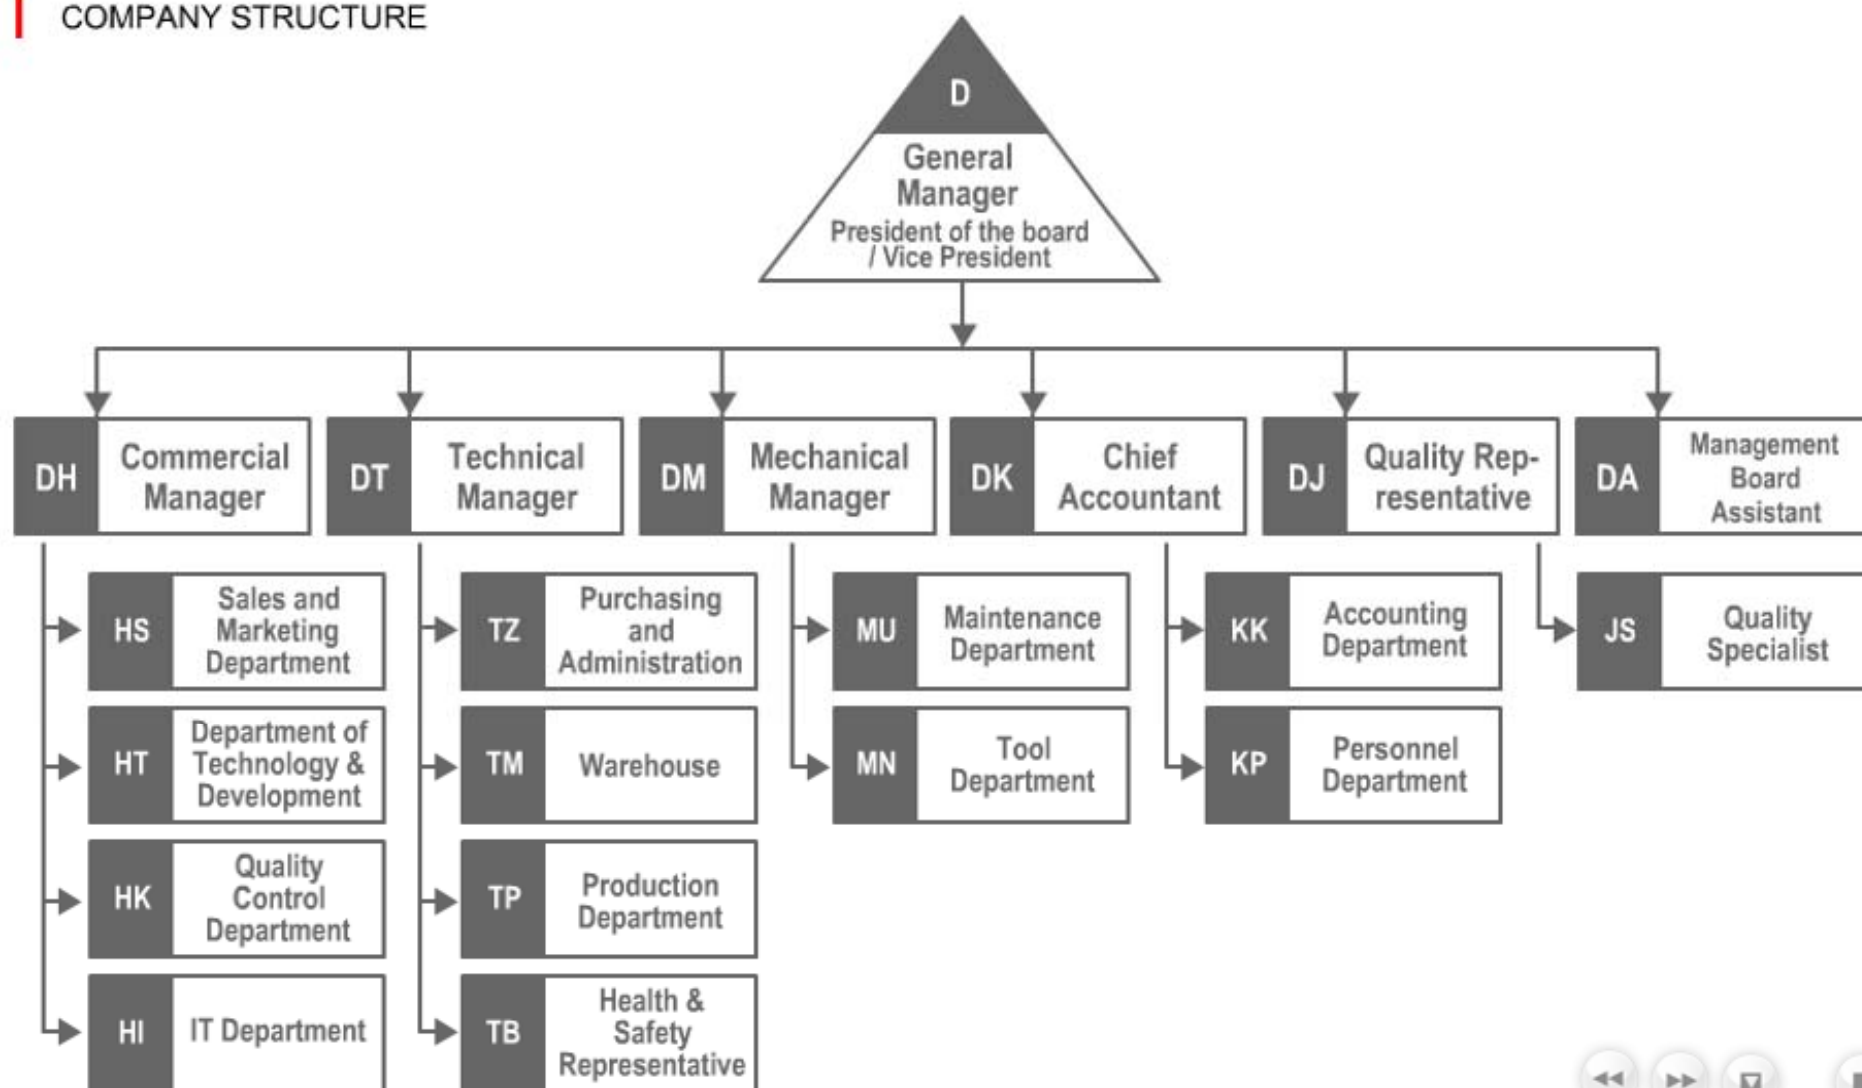 COMPANY STRUCTURE
D
General
Manager
President of the board
/ Vice President
DH
Commercial
Manager
DT
Technical
Manager
DM
Mechanical
Manager
DK
Chief
Accountant
DJ
Quality Rep-
resentative
DA
Management
Board
Assistant
HS
Sales and
Marketing
Department
TZ
Purchasing
and
Administration
MU
Maintenance
Department
KK
Accounting
Department
JS
Quality
Specialist
HT
Department of
Technology &
Development
TM
Warehouse
MN
Tool
Department
KP
Personnel
Department
HK
Quality
Control
Department
TP
Production
Department
HI
IT Department
TB
Health &
Safety
Representative